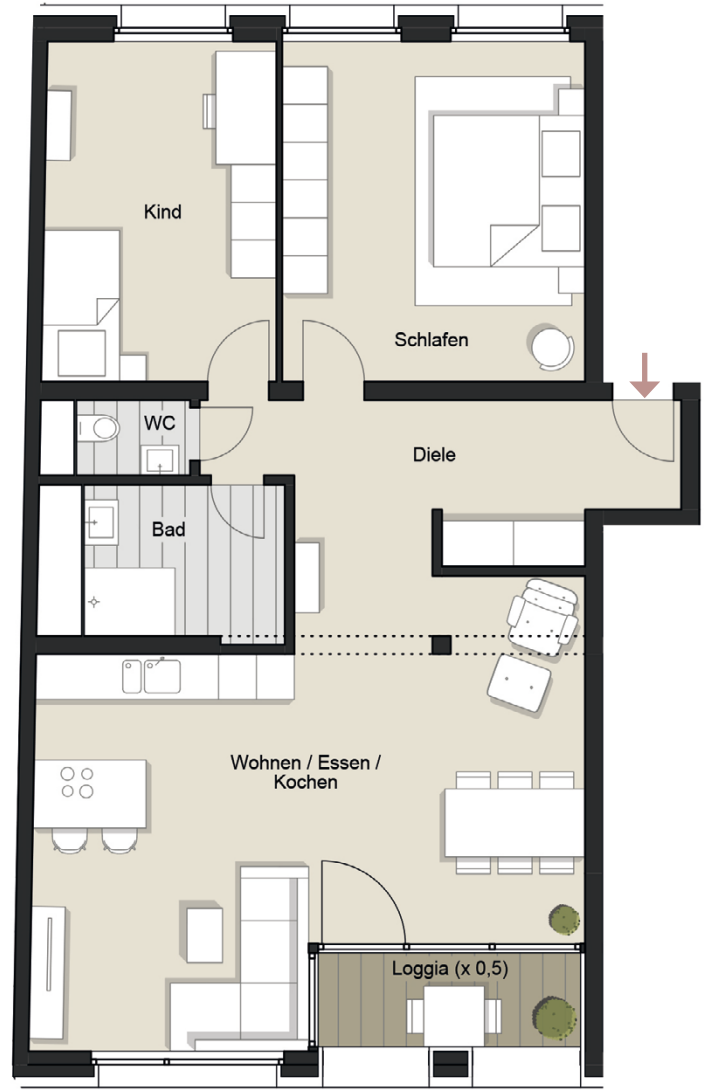 Kind
Schlafen
WC
Diele
Bad
Wohnen / Essen /
Kochen
Loggia (x 0,5)